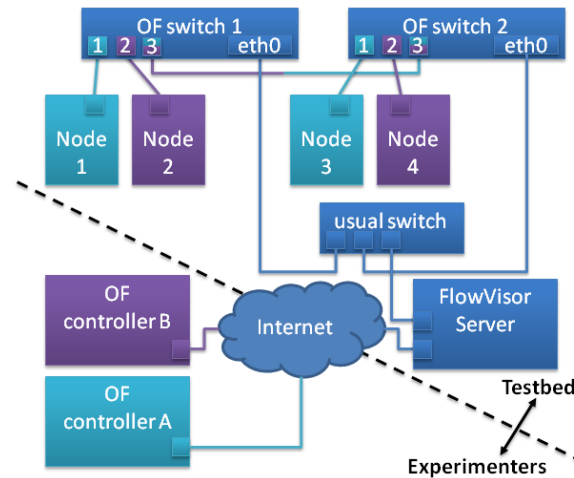 OF switch 1
1 2 3 eth0
OF switch 2
1 2 3 eth0
Node
1
Node
2
Node
3
Node
4
usual switch
OF
controller B
Internet
FlowVisor
Server
OF
controller A
Testbed
Experimenters